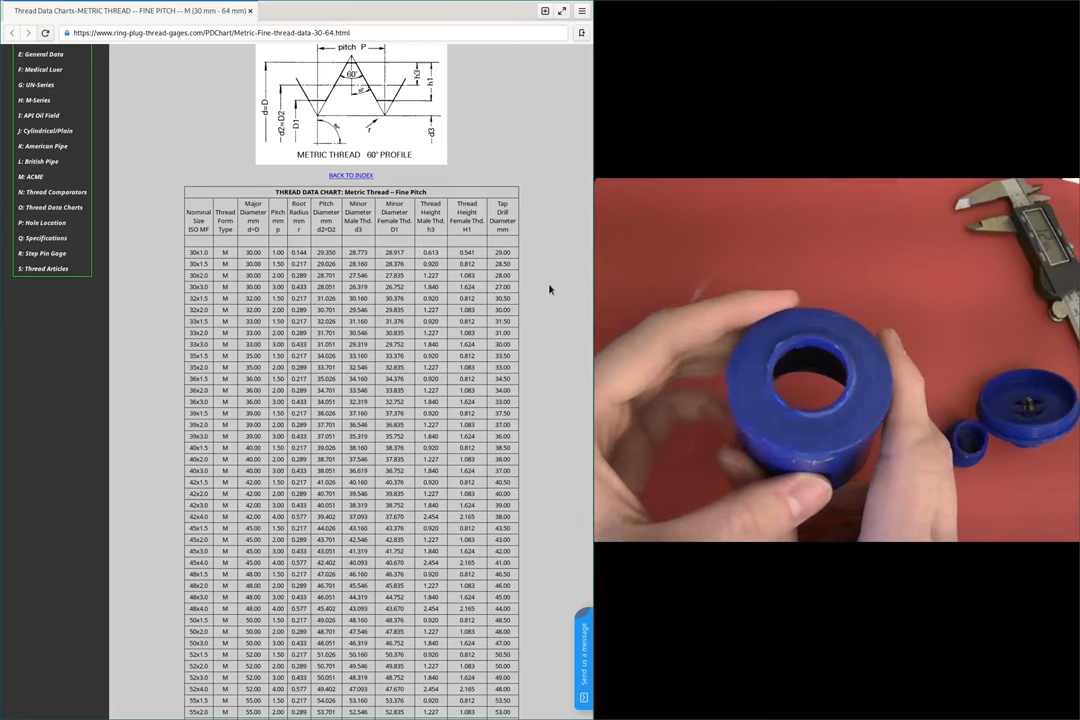 Thread Data Charts-METRIC THREAD -- FINE PITCH -- M (30 mm - 64 mm) ×
https://www.ring-plug-thread-gages.com/PDChart/Metric-Fine-thread-data-30-64.html
E: General Data
F: Medical Luer
G: UN-Series
H: M-Series
I: API Oil Field
J: Cylindrical/Plain
K: American Pipe
L: British Pipe
M: ACME
N: Thread Comparators
O: Thread Data Charts
P: Hole Location
Q: Specifications
R: Step Pin Gage
S: Thread Articles
pitch P
60°
h3
h1
d=D
d2=D2
D1
r
d3
METRIC THREAD 60° PROFILE
BACK TO INDEX
THREAD DATA CHART: Metric Thread -- Fine Pitch
Nominal Size ISO MF Thread Form Type Major Diameter mm d=D Pitch mm p Root Radius mm r Pitch Diameter mm d2=D2 Minor Diameter Male Thd. d3 Minor Diameter Female Thd. D1 Thread Height Male Thd. h3 Thread Height Female Thd. H1 Tap Drill Diameter mm
30x1.0 M 30.00 1.00 0.144 29.350 28.773 28.917 0.613 0.541 29.00
30x1.5 M 30.00 1.50 0.217 29.026 28.160 28.376 0.920 0.812 28.50
30x2.0 M 30.00 2.00 0.289 28.701 27.546 27.835 1.227 1.083 28.00
30x3.0 M 30.00 3.00 0.433 28.051 26.319 26.752 1.840 1.624 27.00
32x1.5 M 32.00 1.50 0.217 31.026 30.160 30.376 0.920 0.812 30.50
32x2.0 M 32.00 2.00 0.289 30.701 29.546 29.835 1.227 1.083 30.00
33x1.5 M 33.00 1.50 0.217 32.026 31.160 31.376 0.920 0.812 31.50
33x2.0 M 33.00 2.00 0.289 31.701 30.546 30.835 1.227 1.083 31.00
33x3.0 M 33.00 3.00 0.433 31.051 29.319 29.752 1.840 1.624 30.00
35x1.5 M 35.00 1.50 0.217 34.026 33.160 33.376 0.920 0.812 33.50
35x2.0 M 35.00 2.00 0.289 33.701 32.546 32.835 1.227 1.083 33.00
36x1.5 M 36.00 1.50 0.217 35.026 34.160 34.376 0.920 0.812 34.50
36x2.0 M 36.00 2.00 0.289 34.701 33.546 33.835 1.227 1.083 34.00
36x3.0 M 36.00 3.00 0.433 34.051 32.319 32.752 1.840 1.624 33.00
39x1.5 M 39.00 1.50 0.217 38.026 37.160 37.376 0.920 0.812 37.50
39x2.0 M 39.00 2.00 0.289 37.701 36.546 36.835 1.227 1.083 37.00
39x3.0 M 39.00 3.00 0.433 37.051 35.319 35.752 1.840 1.624 36.00
40x1.5 M 40.00 1.50 0.217 39.026 38.160 38.376 0.920 0.812 38.50
40x2.0 M 40.00 2.00 0.289 38.701 37.546 37.835 1.227 1.083 38.00
40x3.0 M 40.00 3.00 0.433 38.051 36.619 36.752 1.840 1.624 37.00
42x1.5 M 42.00 1.50 0.217 41.026 40.160 40.376 0.920 0.812 40.50
42x2.0 M 42.00 2.00 0.289 40.701 39.546 39.835 1.227 1.083 40.00
42x3.0 M 42.00 3.00 0.433 40.051 38.319 38.750 1.840 1.624 39.00
42x4.0 M 42.00 4.00 0.577 39.402 37.093 37.670 2.454 2.165 38.00
45x1.5 M 45.00 1.50 0.217 44.026 43.160 43.376 0.920 0.812 43.50
45x2.0 M 45.00 2.00 0.289 43.701 42.546 42.835 1.227 1.083 43.00
45x3.0 M 45.00 3.00 0.433 43.051 41.319 41.752 1.840 1.624 42.00
45x4.0 M 45.00 4.00 0.577 42.402 40.093 40.670 2.454 2.165 41.00
48x1.5 M 48.00 1.50 0.217 47.026 46.160 46.376 0.920 0.812 46.50
48x2.0 M 48.00 2.00 0.289 46.701 45.546 45.835 1.227 1.083 46.00
48x3.0 M 48.00 3.00 0.433 46.051 44.319 44.752 1.840 1.624 45.00
48x4.0 M 48.00 4.00 0.577 45.402 43.093 43.670 2.454 2.165 44.00
50x1.5 M 50.00 1.50 0.217 49.026 48.160 48.376 0.920 0.812 48.50
50x2.0 M 50.00 2.00 0.289 48.701 47.546 47.835 1.227 1.083 48.00
50x3.0 M 50.00 3.00 0.433 48.051 46.319 46.752 1.840 1.624 47.00
52x1.5 M 52.00 1.50 0.217 51.026 50.160 50.376 0.920 0.812 50.50
52x2.0 M 52.00 2.00 0.289 50.701 49.546 49.835 1.227 1.083 50.00
52x3.0 M 52.00 3.00 0.433 50.051 48.319 48.752 1.840 1.624 49.00
52x4.0 M 52.00 4.00 0.577 49.402 47.093 47.670 2.454 2.165 48.00
55x1.5 M 55.00 1.50 0.217 54.026 53.160 53.376 0.920 0.812 53.50
55x2.0 M 55.00 2.00 0.289 53.701 52.546 52.835 1.227 1.083 53.00
Send us a message